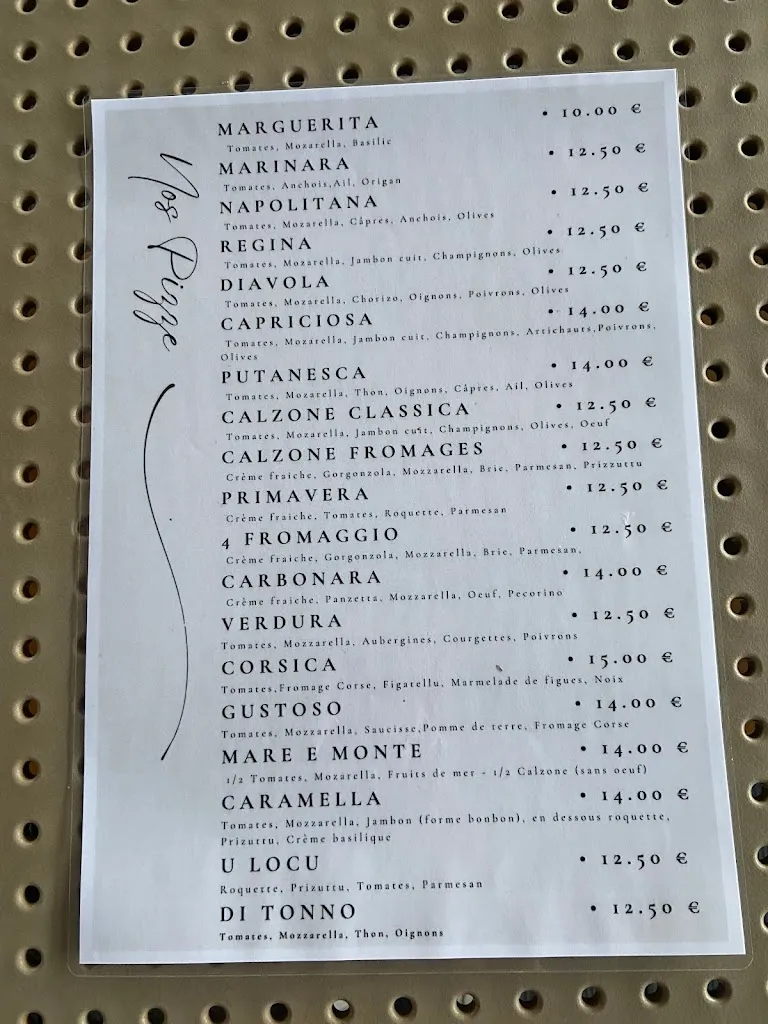 Nos Pizze
MARGUERITA • 10.00 €
Tomates, Mozarella, Basilic
MARINARA • 12.50 €
Tomates, Anchois,Ail, Origan
NAPOLITANA • 12.50 €
Tomates, Mozarella, Câpres, Anchois, Olives
REGINA • 12.50 €
Tomates, Mozarella, Jambon cuit, Champignons, Olives
DIAVOLA • 12.50 €
Tomates, Mozarella, Chorizo, Oignons, Poivrons, Olives
CAPRICIOSA • 14.00 €
Tomates, Mozarella, Jambon cuit, Champignons, Artichauts,Poivrons,
Olives
PUTANESCA • 14.00 €
Tomates, Mozarella, Thon, Oignons, Câpres, Ail, Olives
CALZONE CLASSICA • 12.50 €
Tomates, Mozarella, Jambon cuit, Champignons, Olives, Oeuf
CALZONE FROMAGES • 12.50 €
Crème fraiche, Gorgonzola, Mozzarella, Brie, Parmesan, Prizzuttu
PRIMAVERA • 12.50 €
Crème fraiche, Tomates, Roquette, Parmesan
4 FROMAGGIO • 12.50 €
Crème fraiche, Gorgonzola, Mozzarella, Brie, Parmesan,
CARBONARA • 14.00 €
Crème fraiche, Panzetta, Mozzarella, Oeuf, Pecorino
VERDURA • 12.50 €
Tomates, Mozzarella, Aubergines, Courgettes, Poivrons
CORSICA • 15.00 €
Tomates,Fromage Corse, Figatellu, Marmelade de figues, Noix
GUSTOSO • 14.00 €
Tomates, Mozzarella, Saucisse,Pomme de terre, Fromage Corse
MARE E MONTE • 14.00 €
1/2 Tomates, Mozarella, Fruits de mer - 1/2 Calzone (sans oeuf)
CARAMELLA • 14.00 €
Tomates, Mozzarella, Jambon (forme bonbon), en dessous roquette,
Prizuttu, Crème basilique
U LOCU • 12.50 €
Roquette, Prizuttu, Tomates, Parmesan
DI TONNO • 12.50 €
Tomates, Mozzarella, Thon, Oignons